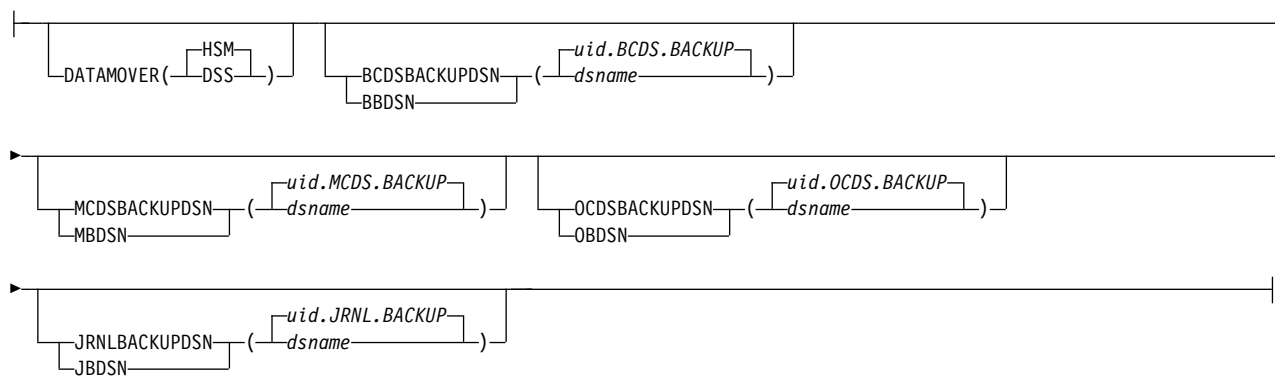 HSM uid.BCDS.BACKUP
DATAMOVER( DSS ) BCDSBACKUPDSN ( dsname )
BBDSN
uid.MCDS.BACKUP uid.OCDS.BACKUP
MCDSBACKUPDSN ( dsname ) OCDSBACKUPDSN ( dsname )
MBDSN OBDSN
uid.JRNL.BACKUP
JRNLBACKUPDSN ( dsname )
JBDSN